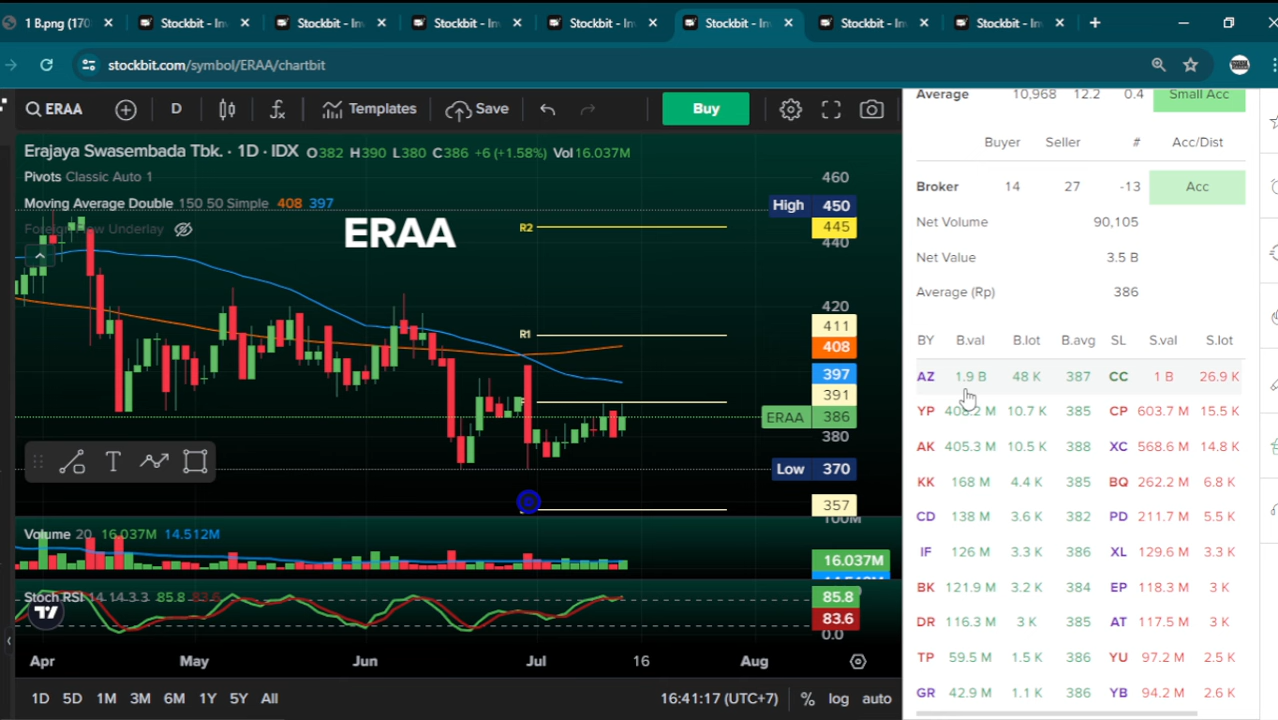 1 B.png (170
Stockbit - In
Stockbit - In
Stockbit - In
Stockbit - In
Stockbit - In
Stockbit - In
Stockbit - In
stockbit.com/symbol/ERAA/chartbit
ERAA D Templates Save Buy
Erajaya Swasembada Tbk. · 1D · IDX O382 H390 L380 C386 +6 (+1.58%) Vol 16.037M
Pivots Classic Auto 1
Moving Average Double 150 50 Simple 408 397
Foreign Flow Underlay
ERAA
R2
R1
P
460
High 450
445
440
420
411
408
397
391
ERAA 386
380
Low 370
357
100M
Volume 20 16.037M 14.512M
16.037M
Stoch RSI 14 14 3 3 85.8 83.6
85.8
83.6
0.0
Apr May Jun Jul 16 Aug
1D 5D 1M 3M 6M 1Y 5Y All 16:41:17 (UTC+7) % log auto
Average 10,968 12.2 0.4 Small Acc
Buyer Seller # Acc/Dist
Broker 14 27 -13 Acc
Net Volume 90,105
Net Value 3.5 B
Average (Rp) 386
BY B.val B.lot B.avg SL S.val S.lot
AZ 1.9 B 48 K 387 CC 1 B 26.9 K
YP 408.2 M 10.7 K 385 CP 603.7 M 15.5 K
AK 405.3 M 10.5 K 388 XC 568.6 M 14.8 K
KK 168 M 4.4 K 385 BQ 262.2 M 6.8 K
CD 138 M 3.6 K 382 PD 211.7 M 5.5 K
IF 126 M 3.3 K 386 XL 129.6 M 3.3 K
BK 121.9 M 3.2 K 384 EP 118.3 M 3 K
DR 116.3 M 3 K 385 AT 117.5 M 3 K
TP 59.5 M 1.5 K 386 YU 97.2 M 2.5 K
GR 42.9 M 1.1 K 386 YB 94.2 M 2.6 K